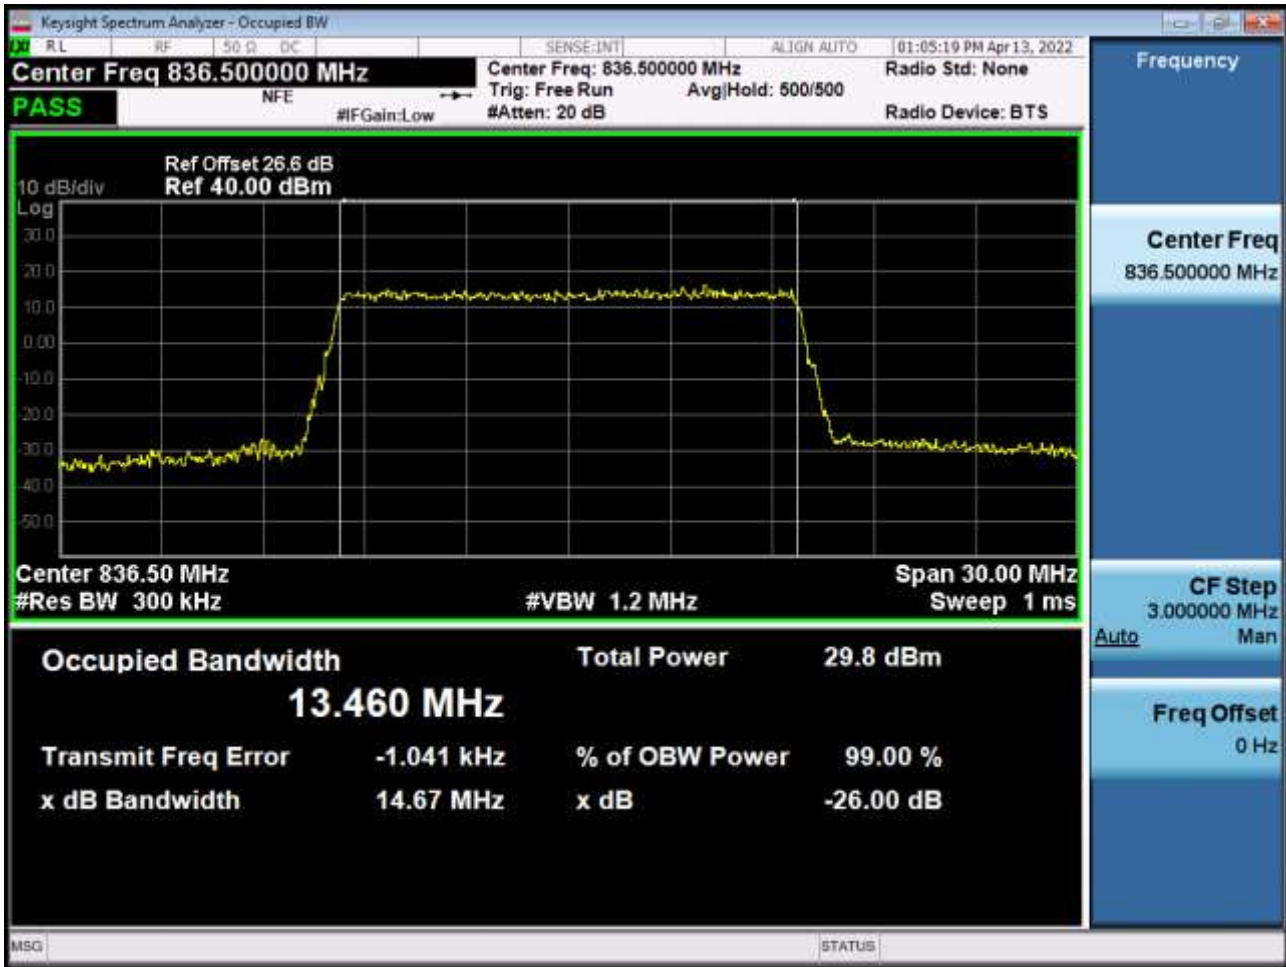 Keysight Spectrum Analyzer - Occupied BW
LXI RL RF 50 Ω DC SENSE:INT ALIGN AUTO 01:05:19 PM Apr 13, 2022
Center Freq 836.500000 MHz
Center Freq: 836.500000 MHz
Radio Std: None
PASS
NFE
#IFGain:Low
Trig: Free Run Avg|Hold: 500/500
#Atten: 20 dB
Radio Device: BTS
Ref Offset 26.6 dB
10 dB/div Ref 40.00 dBm
Log
30.0
20.0
10.0
0.00
-10.0
-20.0
-30.0
-40.0
-50.0
Center 836.50 MHz Span 30.00 MHz
#Res BW 300 kHz #VBW 1.2 MHz Sweep 1 ms
Occupied Bandwidth Total Power 29.8 dBm
13.460 MHz
Transmit Freq Error -1.041 kHz % of OBW Power 99.00 %
x dB Bandwidth 14.67 MHz x dB -26.00 dB
MSG STATUS
Frequency
Center Freq
836.500000 MHz
CF Step
3.000000 MHz
Auto Man
Freq Offset
0 Hz